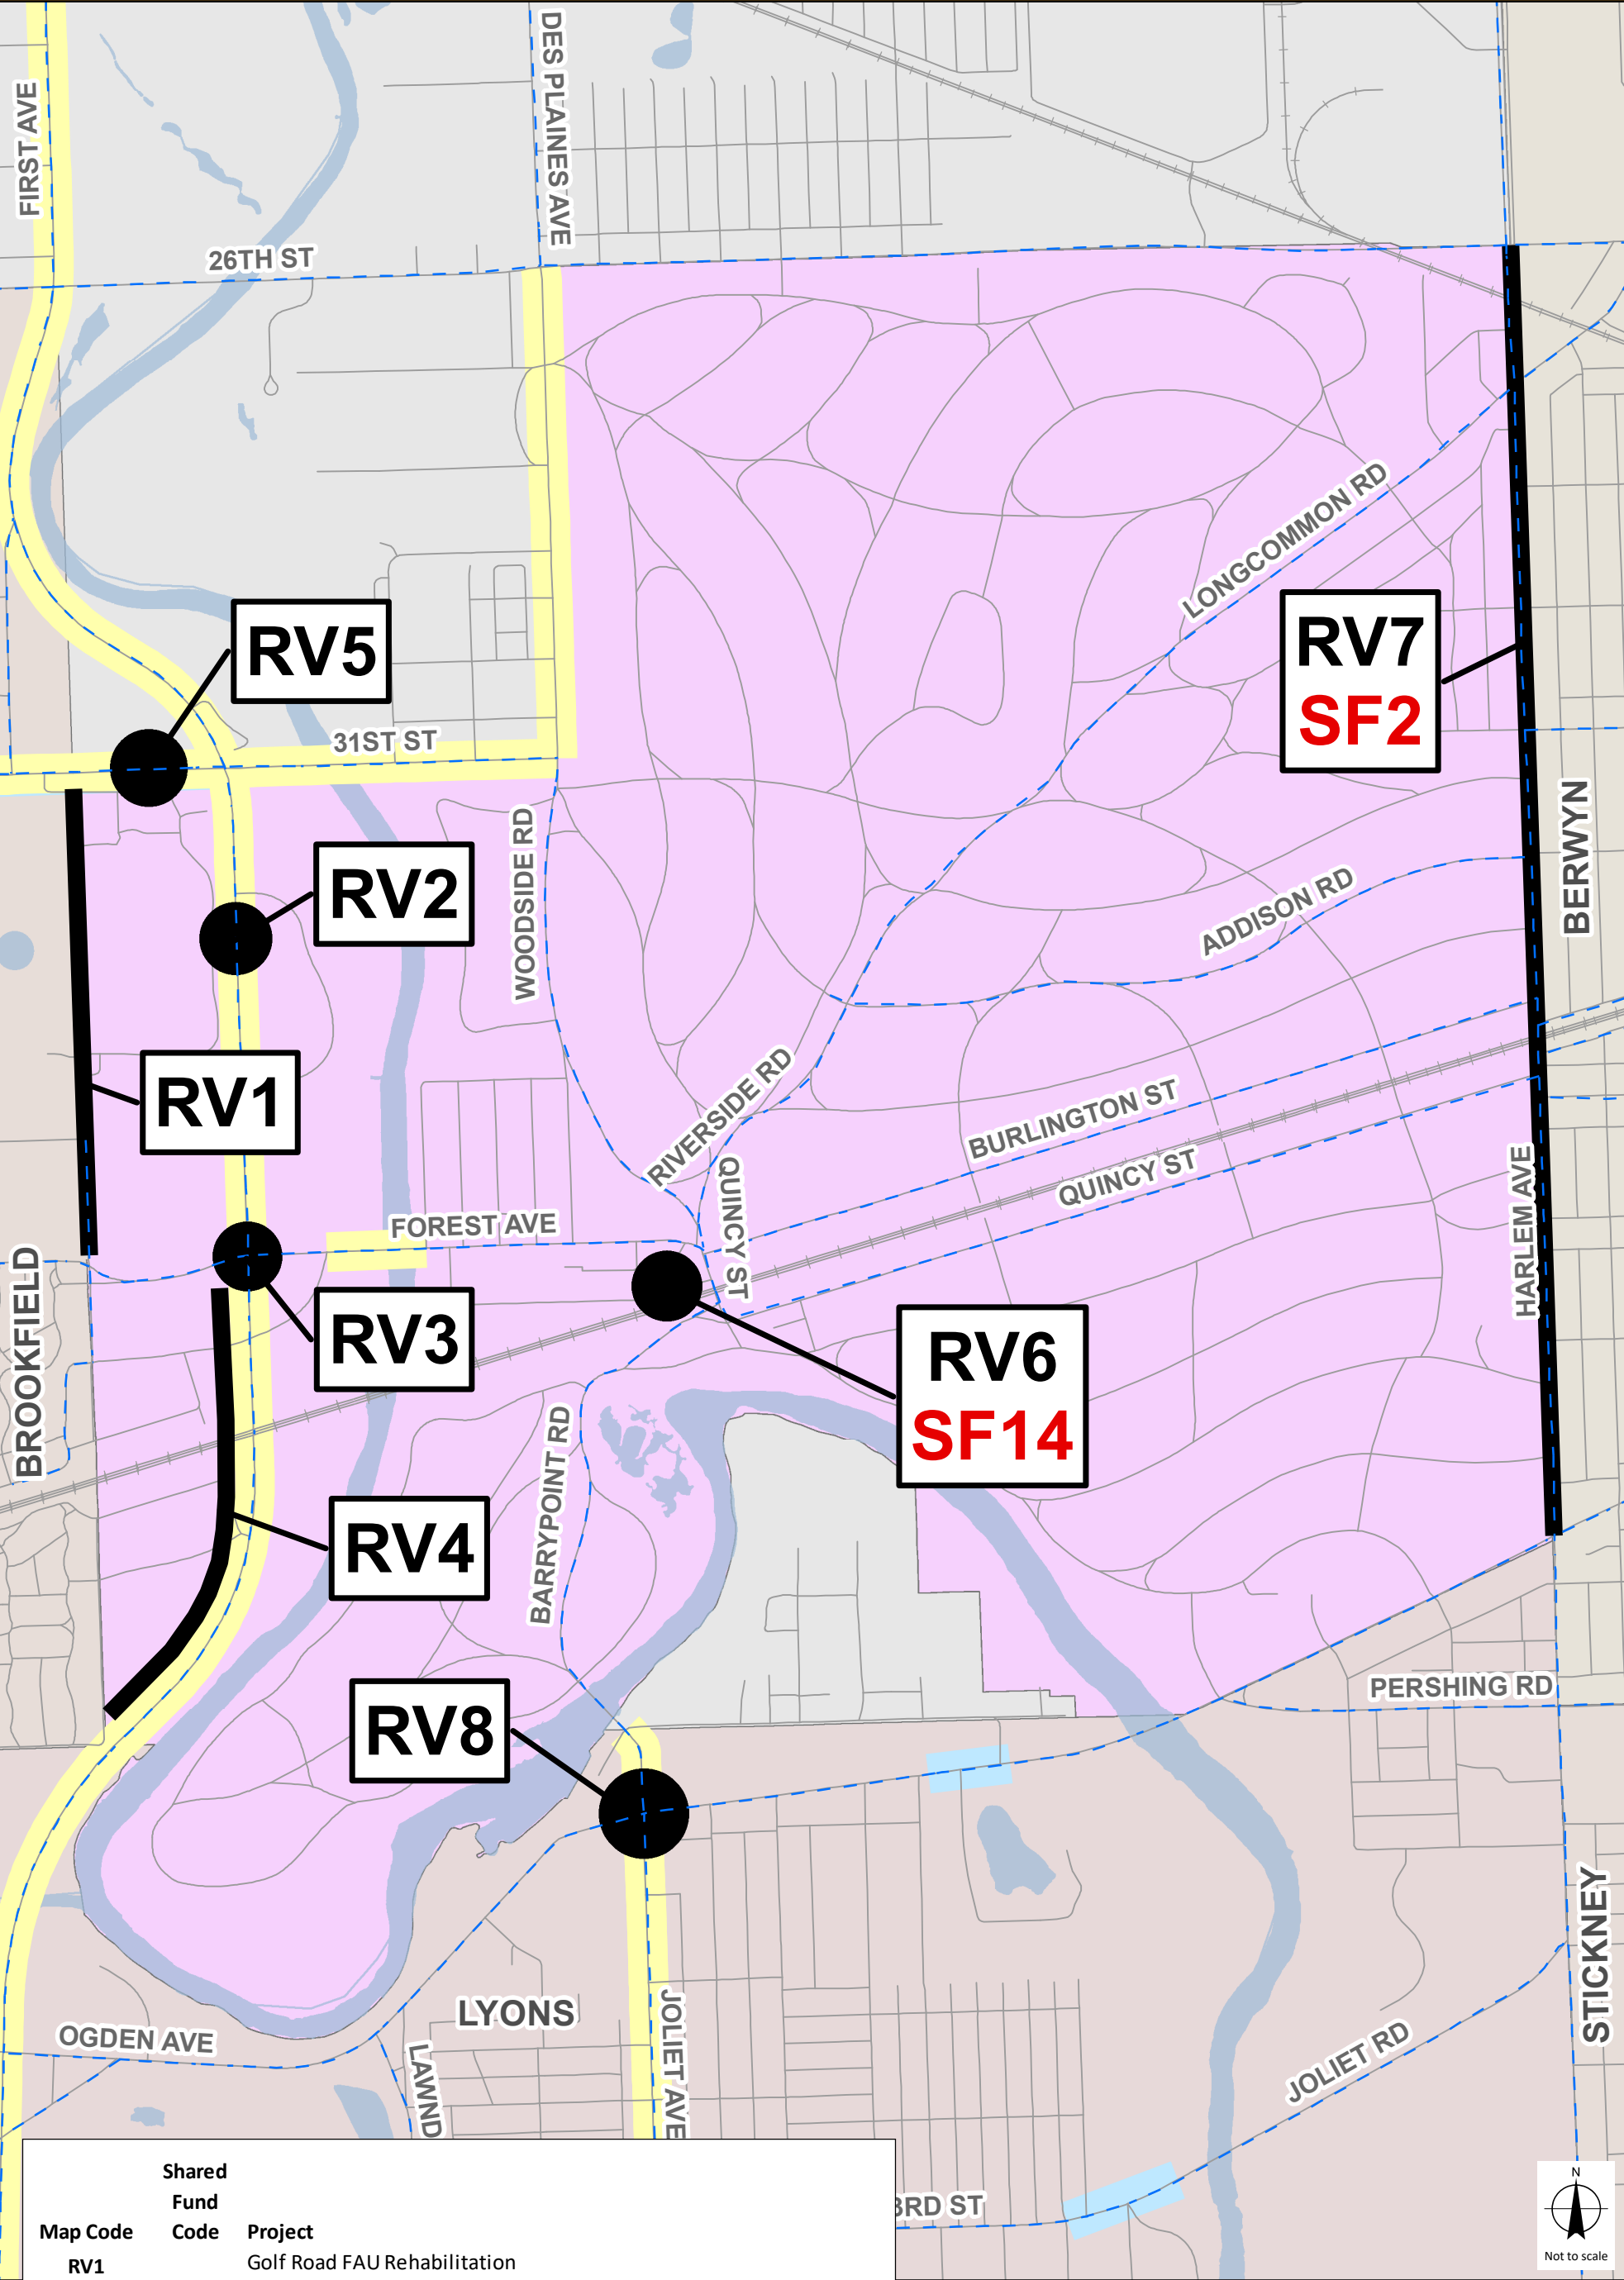 FIRST AVE
DES PLAINES AVE
26TH ST
LONGCOMMON RD
RV5
RV7
SF2
31ST ST
WOODSIDE RD
BERWYN
RV2
ADDISON RD
RV1
RIVERSIDE RD
BURLINGTON ST
QUINCY ST
QUINCY ST
HARLEM AVE
FOREST AVE
BROOKFIELD
RV3
RV6
SF14
BARRYPOINT RD
RV4
PERSHING RD
RV8
STICKNEY
LYONS
OGDEN AVE
JOLIET AVE
LAWND
JOLIET RD
3RD ST
N
Not to scale
Shared
Fund
Map Code Code Project
RV1 Golf Road FAU Rehabilitation